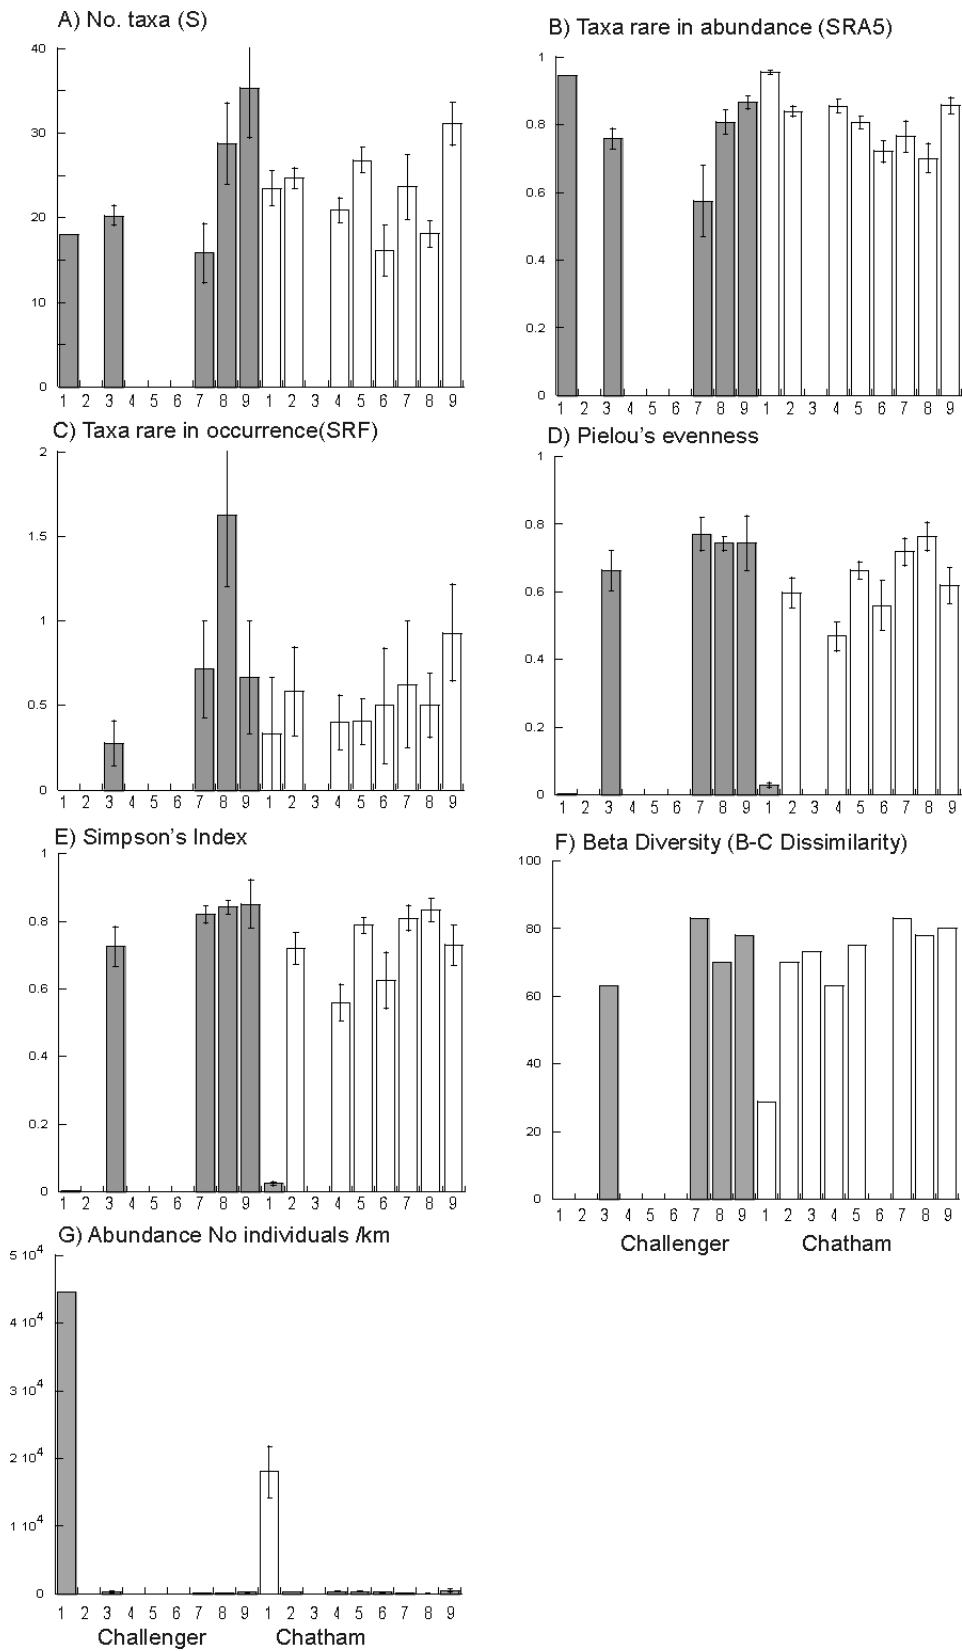 A) No. taxa (S)
40
30
20
10
0
1 2 3 4 5 6 7 8 9 1 2 3 4 5 6 7 8 9
B) Taxa rare in abundance (SRA5)
1
0.8
0.6
0.4
0.2
0
1 2 3 4 5 6 7 8 9 1 2 3 4 5 6 7 8 9
C) Taxa rare in occurrence(SRF)
2
1.5
1
0.5
0
1 2 3 4 5 6 7 8 9 1 2 3 4 5 6 7 8 9
D) Pielou's evenness
1
0.8
0.6
0.4
0.2
0
1 2 3 4 5 6 7 8 9 1 2 3 4 5 6 7 8 9
E) Simpson's Index
1
0.8
0.6
0.4
0.2
0
1 2 3 4 5 6 7 8 9 1 2 3 4 5 6 7 8 9
F) Beta Diversity (B-C Dissimilarity)
100
80
60
40
20
0
1 2 3 4 5 6 7 8 9 1 2 3 4 5 6 7 8 9
Challenger Chatham
G) Abundance No individuals /km
5 10⁴
4 10⁴
3 10⁴
2 10⁴
1 10⁴
0
1 2 3 4 5 6 7 8 9 1 2 3 4 5 6 7 8 9
Challenger Chatham